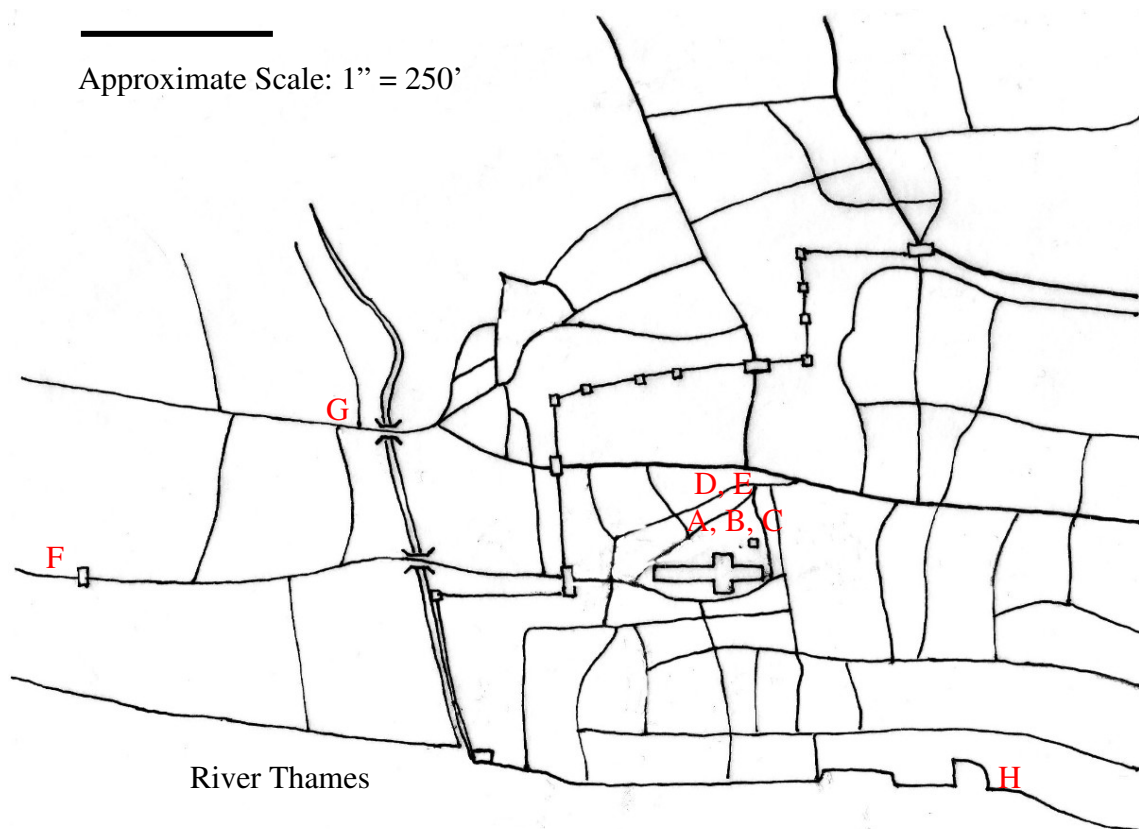 Approximate Scale: 1” = 250’
D, E
G
A, B, C
F
River Thames
H